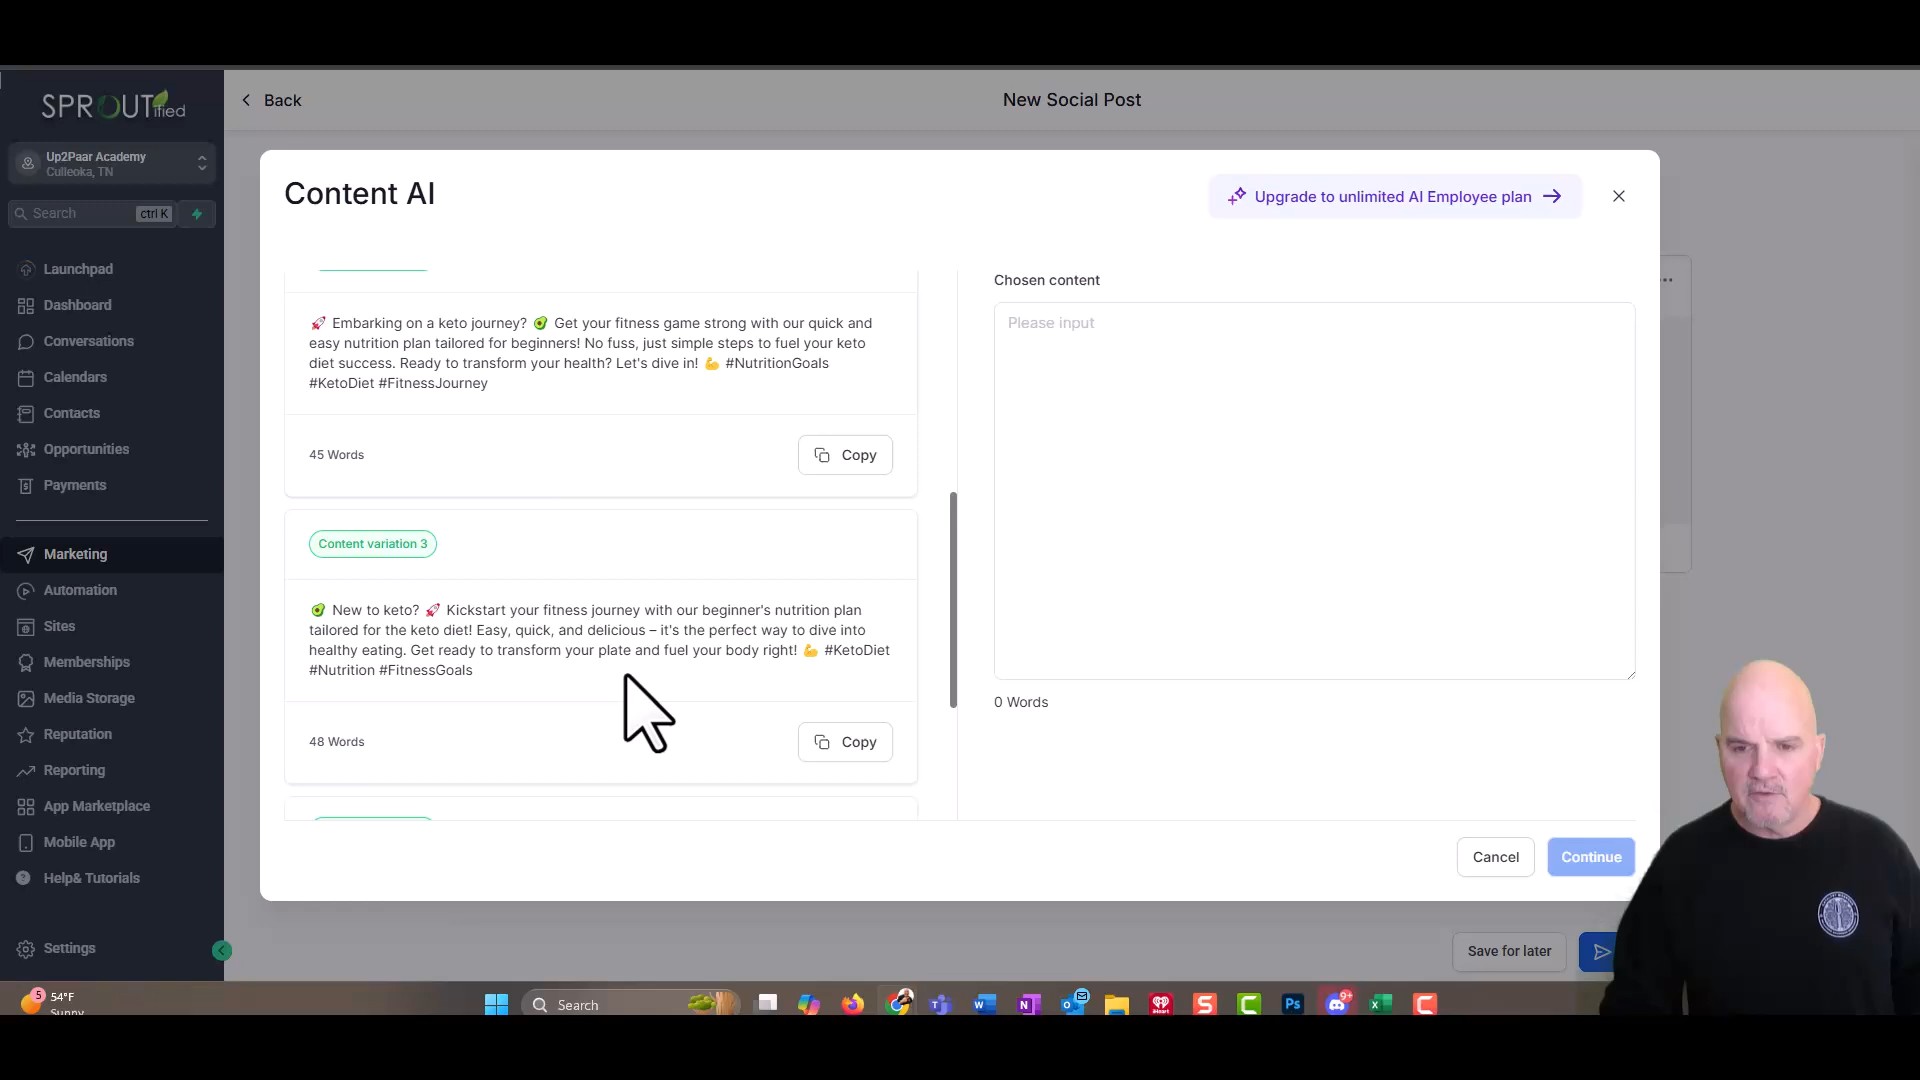 SPROUTified
Back
New Social Post
Up2Paar Academy
Culleoka, TN
Search
ctrl K
Launchpad
Dashboard
Conversations
Calendars
Contacts
Opportunities
Payments
Marketing
Automation
Sites
Memberships
Media Storage
Reputation
Reporting
App Marketplace
Mobile App
Help& Tutorials
Settings
Content AI
Upgrade to unlimited AI Employee plan
🚀 Embarking on a keto journey? 🥑 Get your fitness game strong with our quick and
easy nutrition plan tailored for beginners! No fuss, just simple steps to fuel your keto
diet success. Ready to transform your health? Let's dive in! 💪 #NutritionGoals
#KetoDiet #FitnessJourney
45 Words
Copy
Content variation 3
🥑 New to keto? 🚀 Kickstart your fitness journey with our beginner's nutrition plan
tailored for the keto diet! Easy, quick, and delicious – it's the perfect way to dive into
healthy eating. Get ready to transform your plate and fuel your body right! 💪 #KetoDiet
#Nutrition #FitnessGoals
48 Words
Copy
Chosen content
Please input
0 Words
Cancel
Continue
Save for later
5
54°F
Sunny
Search
9+